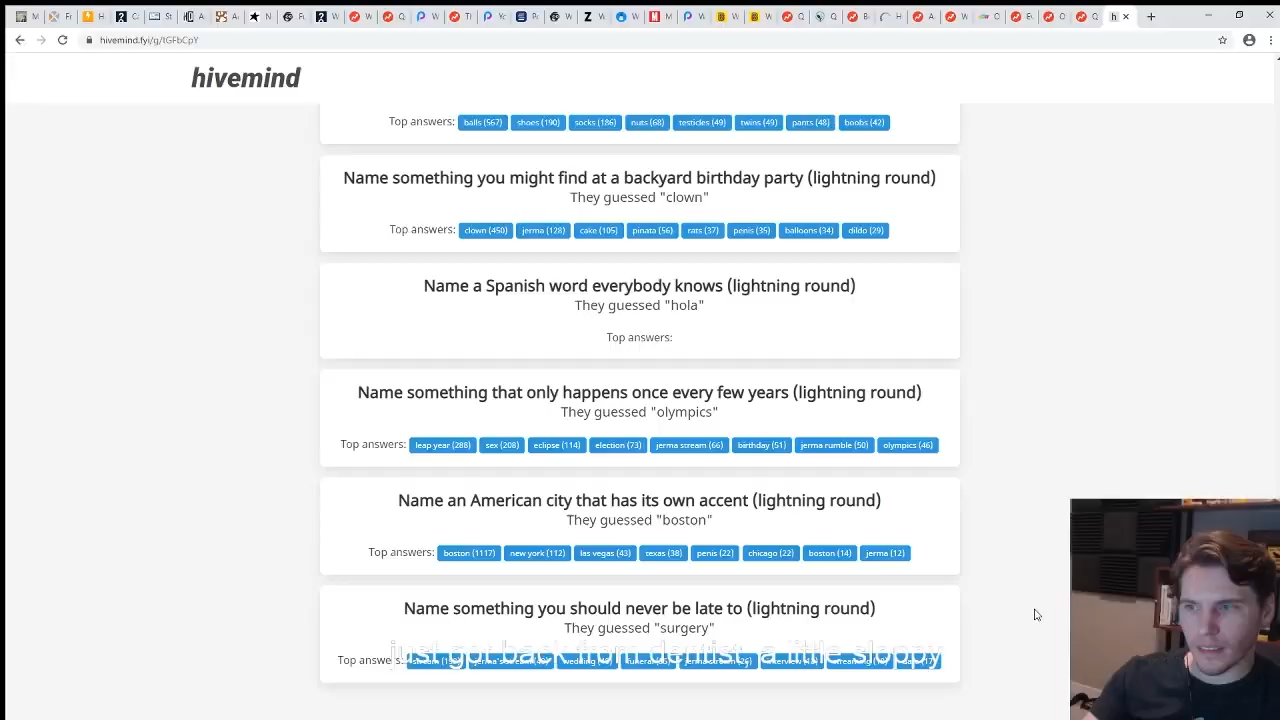 hivemind.fyi/g/tGFbCpY
hivemind
Top answers: balls (567) shoes (190) socks (186) nuts (68) testicles (49) twins (49) pants (48) boobs (42)
Name something you might find at a backyard birthday party (lightning round)
They guessed "clown"
Top answers: clown (450) jerma (128) cake (105) pinata (56) rats (37) penis (35) balloons (34) dildo (29)
Name a Spanish word everybody knows (lightning round)
They guessed "hola"
Top answers:
Name something that only happens once every few years (lightning round)
They guessed "olympics"
Top answers: leap year (288) sex (208) eclipse (114) election (73) jerma stream (66) birthday (51) jerma rumble (50) olympics (46)
Name an American city that has its own accent (lightning round)
They guessed "boston"
Top answers: boston (1117) new york (112) las vegas (43) texas (38) penis (22) chicago (22) boston (14) jerma (12)
Name something you should never be late to (lightning round)
They guessed "surgery"
just got back from dentist, a little sloppy
Top answers: